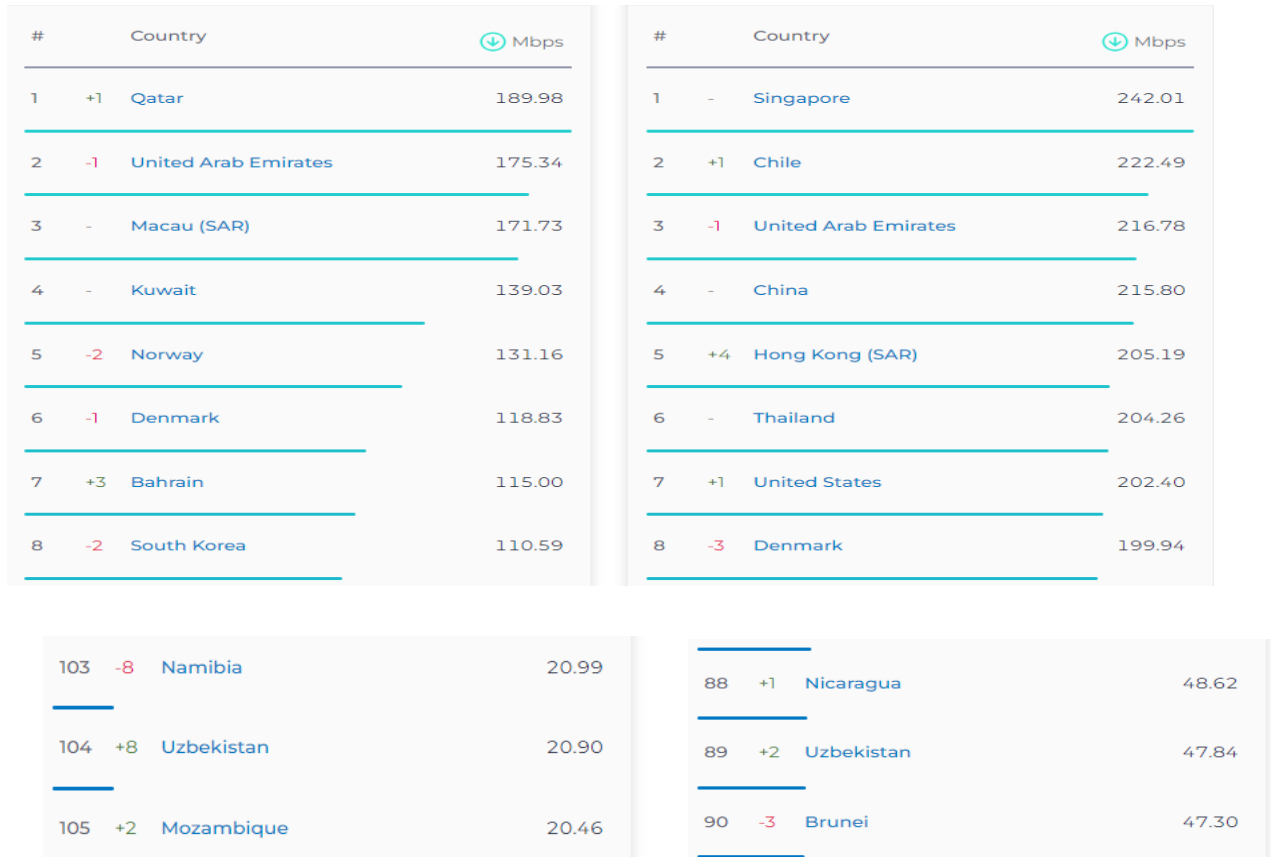 # Country Mbps
1 +1 Qatar 189.98
2 -1 United Arab Emirates 175.34
3 - Macau (SAR) 171.73
4 - Kuwait 139.03
5 -2 Norway 131.16
6 -1 Denmark 118.83
7 +3 Bahrain 115.00
8 -2 South Korea 110.59
# Country Mbps
1 - Singapore 242.01
2 +1 Chile 222.49
3 -1 United Arab Emirates 216.78
4 - China 215.80
5 +4 Hong Kong (SAR) 205.19
6 - Thailand 204.26
7 +1 United States 202.40
8 -3 Denmark 199.94
103 -8 Namibia 20.99
104 +8 Uzbekistan 20.90
105 +2 Mozambique 20.46
88 +1 Nicaragua 48.62
89 +2 Uzbekistan 47.84
90 -3 Brunei 47.30